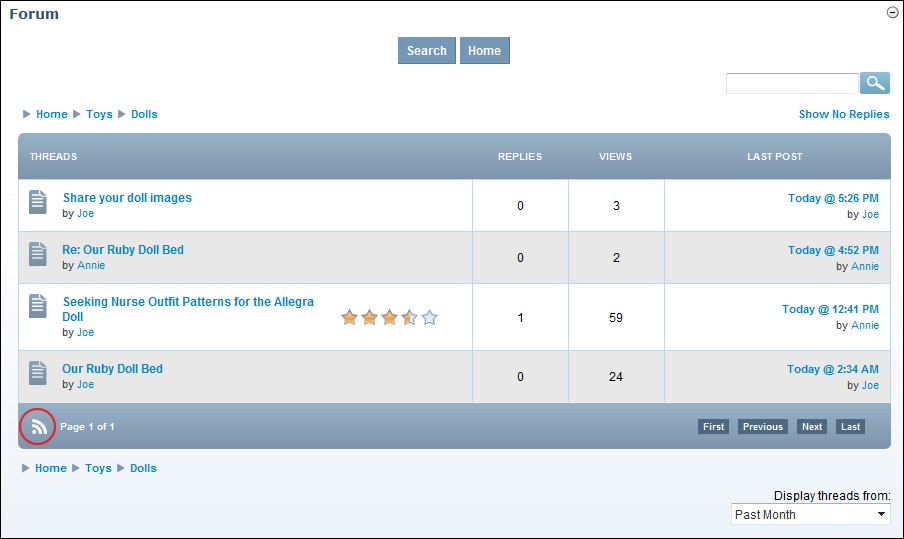 Forum
Search Home
Home Toys Dolls Show No Replies
THREADS REPLIES VIEWS LAST POST
Share your doll images 0 3 Today @ 5:26 PM
by Joe by Joe
Re: Our Ruby Doll Bed 0 2 Today @ 4:52 PM
by Annie by Annie
Seeking Nurse Outfit Patterns for the Allegra
Doll 1 59 Today @ 12:41 PM
by Joe by Annie
Our Ruby Doll Bed 0 24 Today @ 2:34 AM
by Joe by Joe
Page 1 of 1 First Previous Next Last
Home Toys Dolls
Display threads from:
Past Month